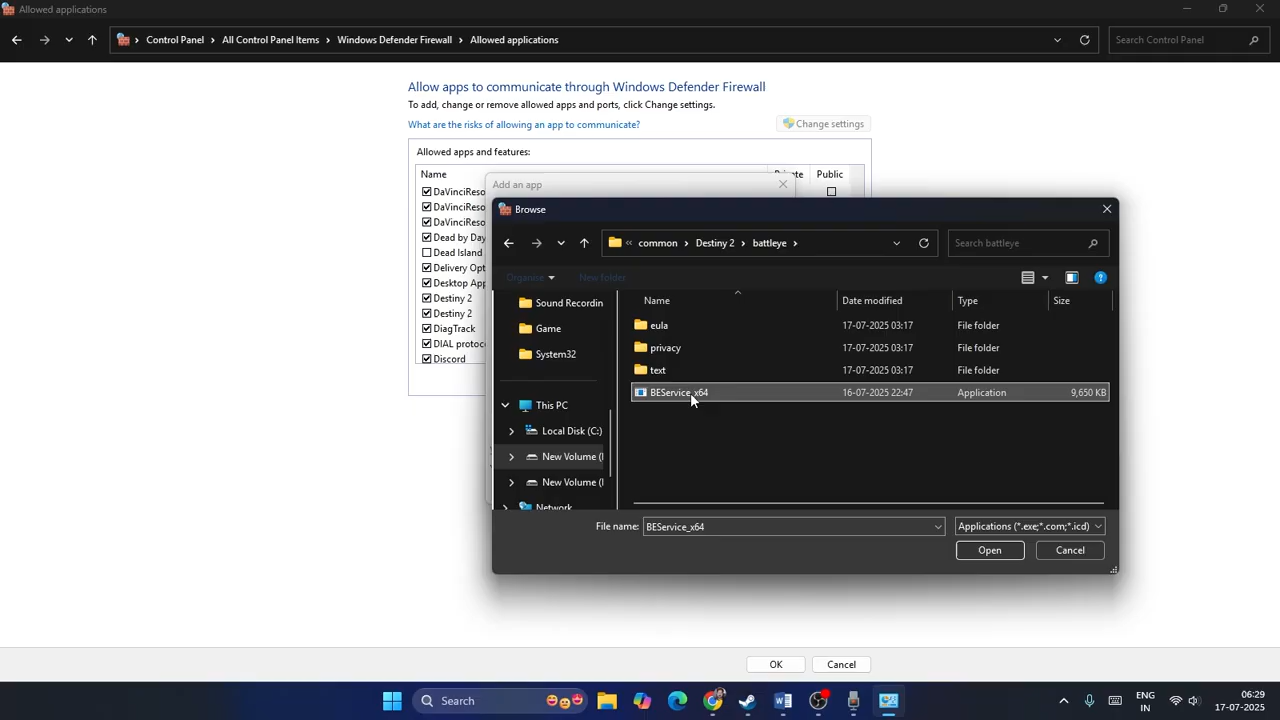 Allowed applications
Control Panel > All Control Panel Items > Windows Defender Firewall > Allowed applications
Search Control Panel
Allow apps to communicate through Windows Defender Firewall
To add, change or remove allowed apps and ports, click Change settings.
What are the risks of allowing an app to communicate?
Change settings
Allowed apps and features:
Name
Public
DaVinciReso
DaVinciReso
DaVinciReso
Dead by Day
Dead Island
Delivery Opt
Desktop App
Destiny 2
Destiny 2
DiagTrack
DIAL protoc
Discord
Add an app
Browse
« common > Destiny 2 > battleye >
Search battleye
Organise
New folder
Sound Recordin
Game
System32
This PC
Local Disk (C:)
New Volume (
New Volume (
Network
Name Date modified Type Size
eula 17-07-2025 03:17 File folder
privacy 17-07-2025 03:17 File folder
text 17-07-2025 03:17 File folder
BEService_x64 16-07-2025 22:47 Application 9,650 KB
File name: BEService_x64
Applications (*.exe;*.com;*.icd)
Open
Cancel
OK
Cancel
Search
ENG
IN
06:29
17-07-2025